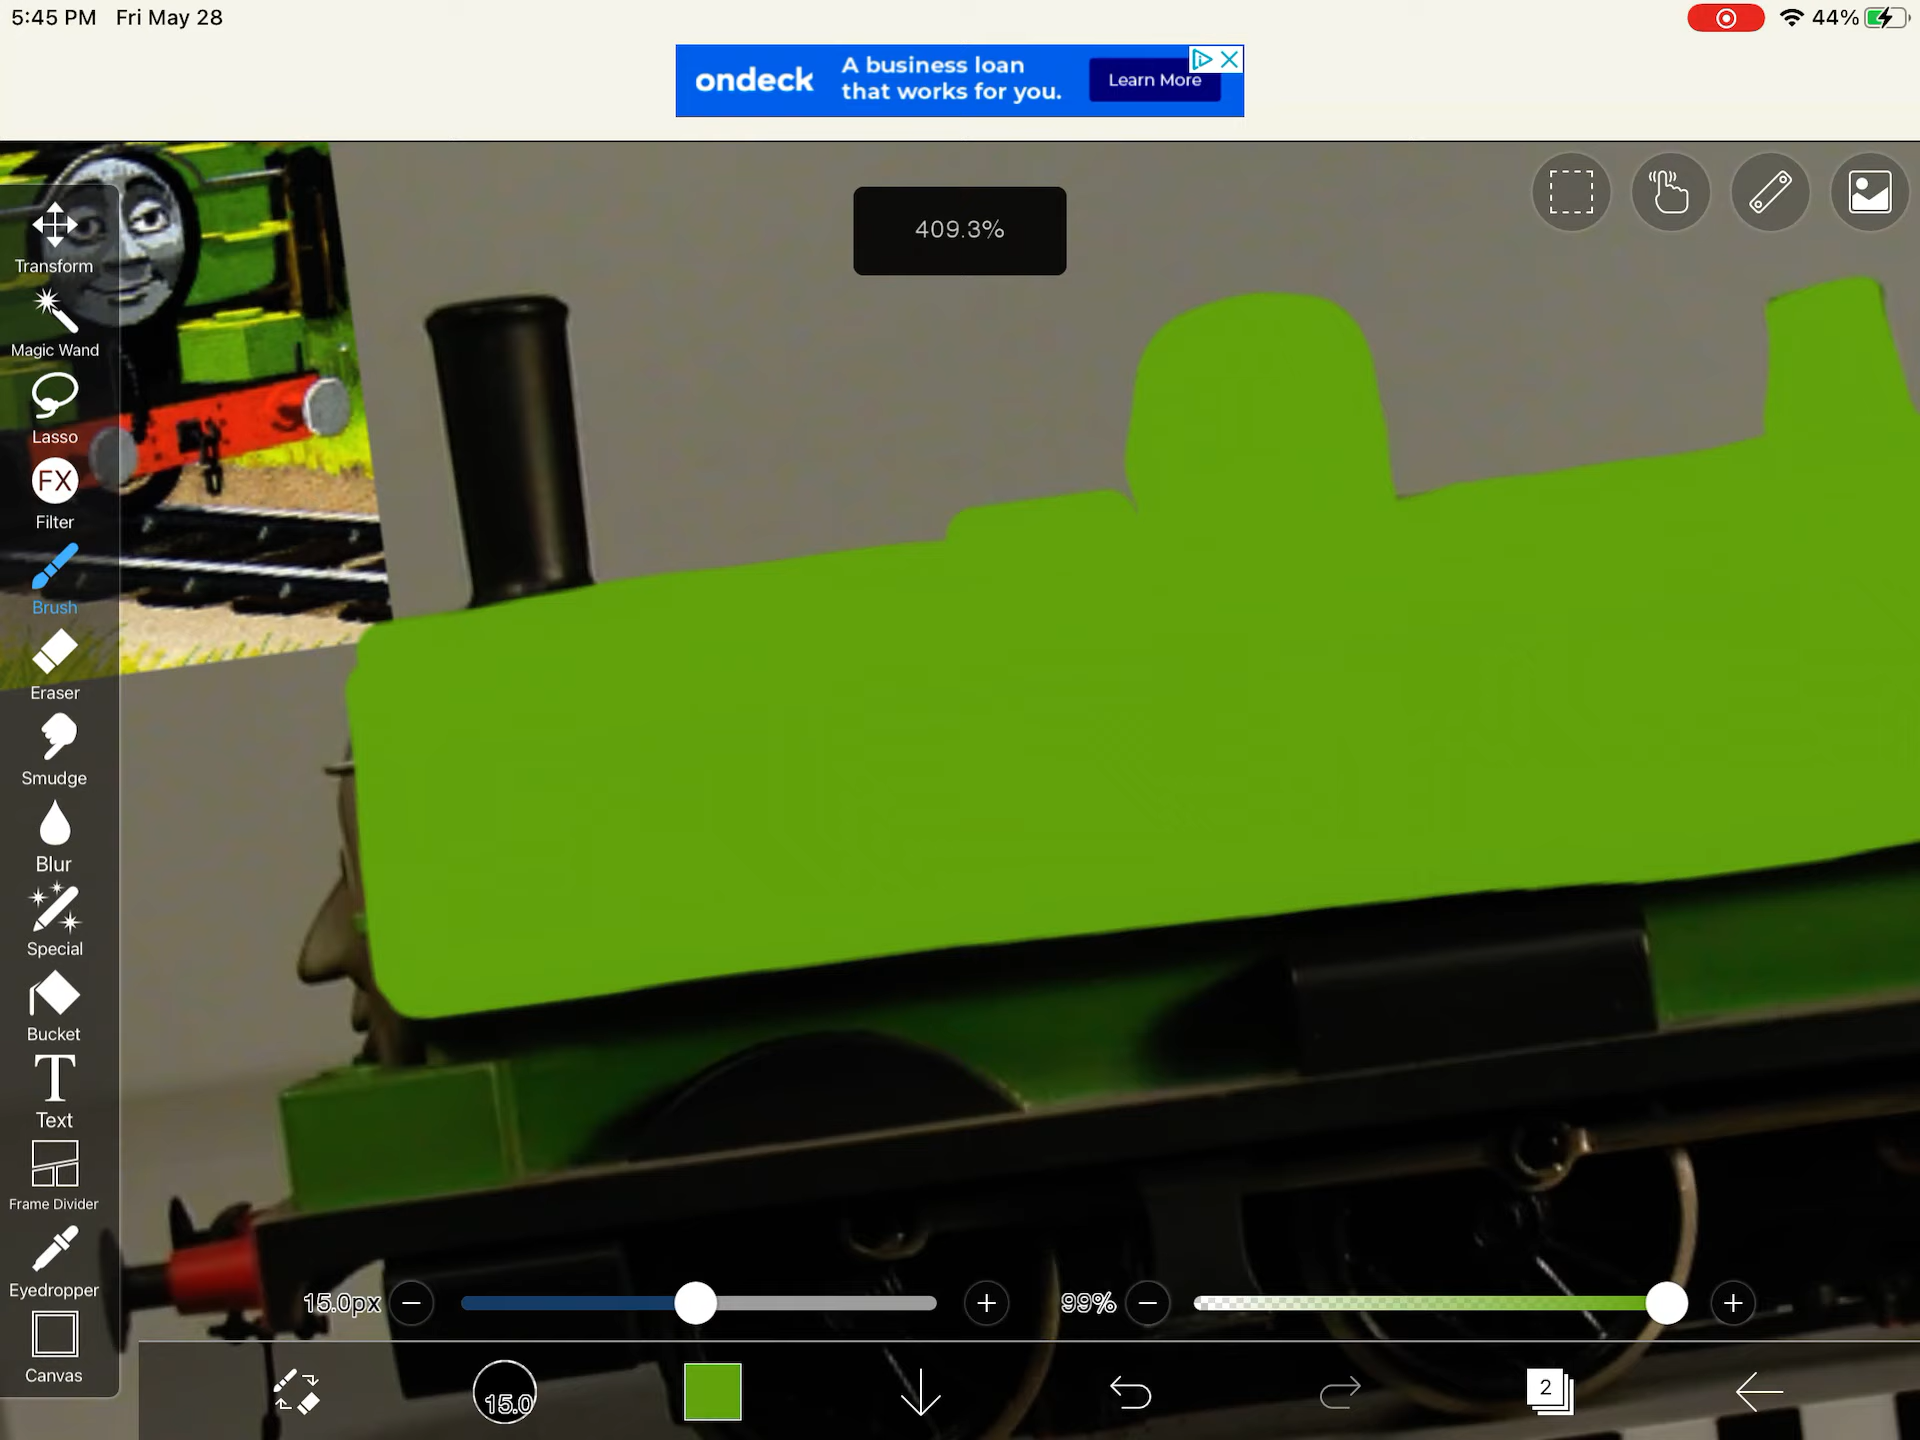 5:45 PM Fri May 28
44%
ondeck
A business loan
that works for you.
Learn More
409.3%
Transform
Magic Wand
Lasso
FX
Filter
Brush
Eraser
Smudge
Blur
Special
Bucket
T
Text
Frame Divider
Eyedropper
Canvas
15.0px
99%
15.0
2